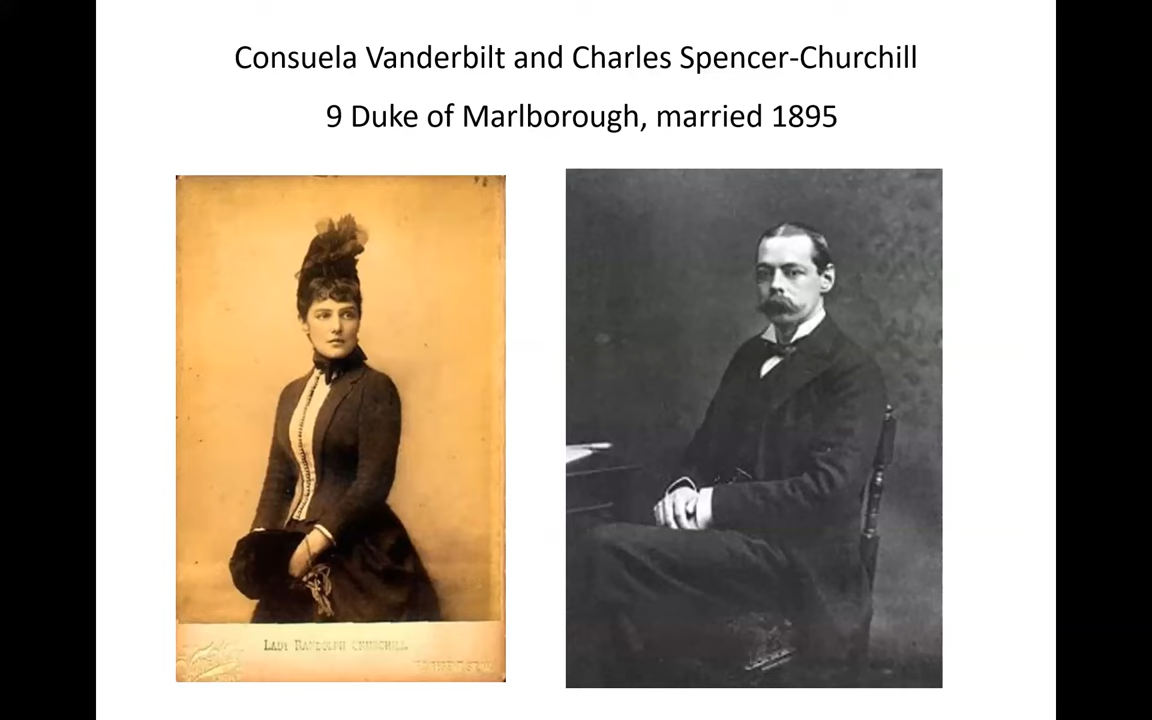 Consuela Vanderbilt and Charles Spencer-Churchill
9 Duke of Marlborough, married 1895
LADY RANDOLPH CHURCHILL.